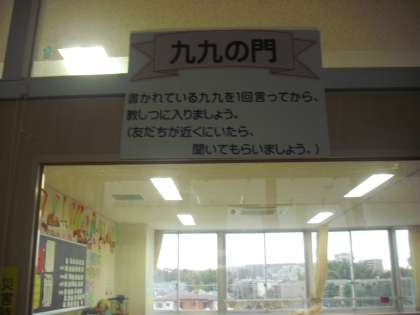 九九の門
書かれている九九を1回言ってから、
教しつに入りましょう。
(友だちが近くにいたら、
聞いてもらいましょう。)
災害